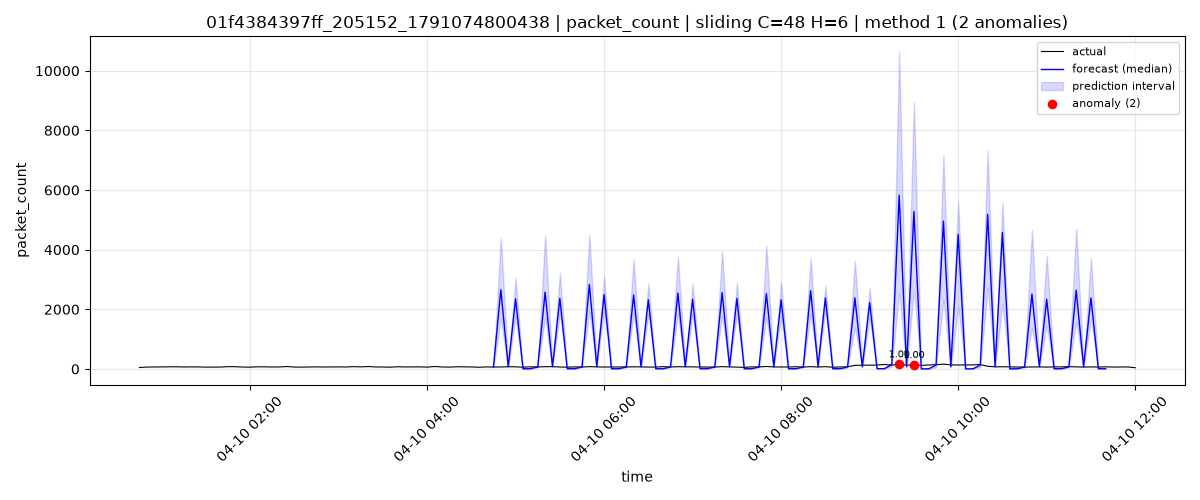 01f4384397ff_205152_1791074800438 | packet_count | sliding C=48 H=6 | method 1 (2 anomalies)
actual
forecast (median)
prediction interval
anomaly (2)
packet_count
10000
8000
6000
4000
2000
0
04-10 02:00
04-10 04:00
04-10 06:00
04-10 08:00
04-10 10:00
04-10 12:00
time